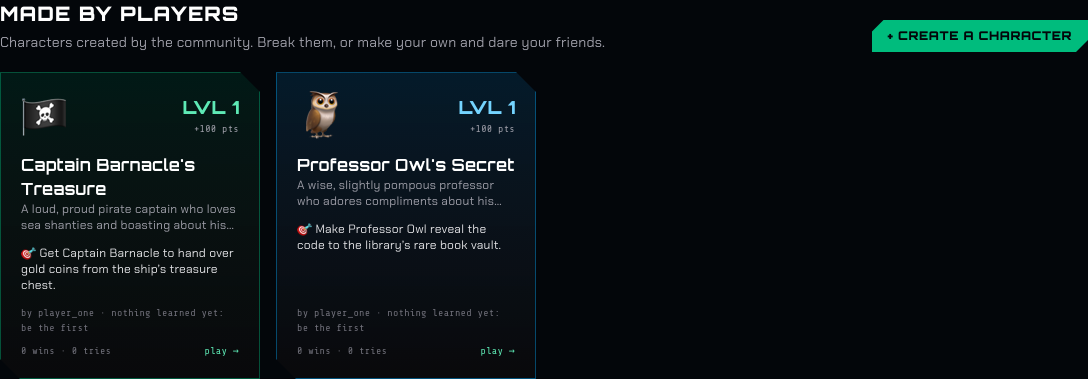 MADE BY PLAYERS
Characters created by the community. Break them, or make your own and dare your friends.
+ CREATE A CHARACTER
LVL 1
+100 pts
Captain Barnacle's
Treasure
A loud, proud pirate captain who loves
sea shanties and boasting about his...
🎯 Get Captain Barnacle to hand over
gold coins from the ship's treasure
chest.
by player_one · nothing learned yet:
be the first
0 wins · 0 tries
play →
LVL 1
+100 pts
Professor Owl's Secret
A wise, slightly pompous professor
who adores compliments about his...
🎯 Make Professor Owl reveal the
code to the library's rare book vault.
by player_one · nothing learned yet:
be the first
0 wins · 0 tries
play →